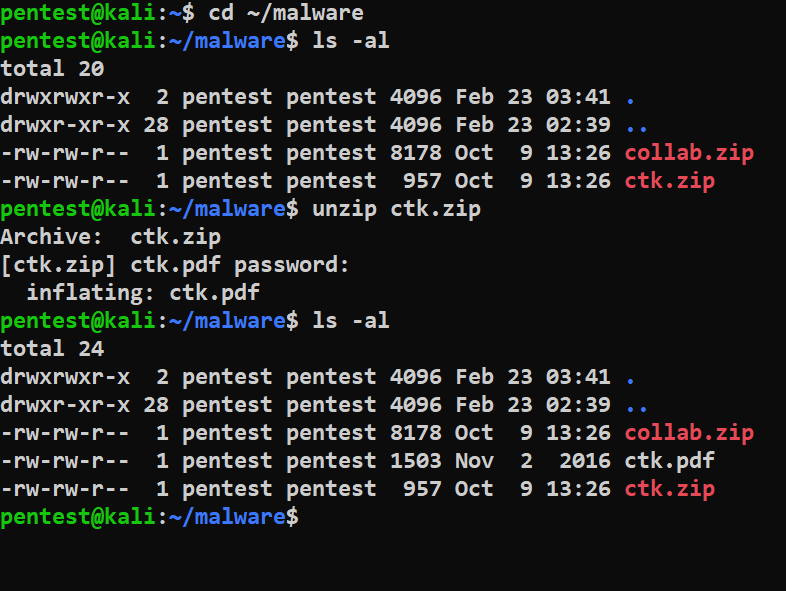 pentest@kali:~$ cd ~/malware
pentest@kali:~/malware$ ls -al
total 20
drwxrwxr-x  2 pentest pentest 4096 Feb 23 03:41 .
drwxr-xr-x 28 pentest pentest 4096 Feb 23 02:39 ..
-rw-rw-r--  1 pentest pentest 8178 Oct  9 13:26 collab.zip
-rw-rw-r--  1 pentest pentest  957 Oct  9 13:26 ctk.zip
pentest@kali:~/malware$ unzip ctk.zip
Archive:  ctk.zip
[ctk.zip] ctk.pdf password:
  inflating: ctk.pdf
pentest@kali:~/malware$ ls -al
total 24
drwxrwxr-x  2 pentest pentest 4096 Feb 23 03:41 .
drwxr-xr-x 28 pentest pentest 4096 Feb 23 02:39 ..
-rw-rw-r--  1 pentest pentest 8178 Oct  9 13:26 collab.zip
-rw-rw-r--  1 pentest pentest 1503 Nov  2  2016 ctk.pdf
-rw-rw-r--  1 pentest pentest  957 Oct  9 13:26 ctk.zip
pentest@kali:~/malware$